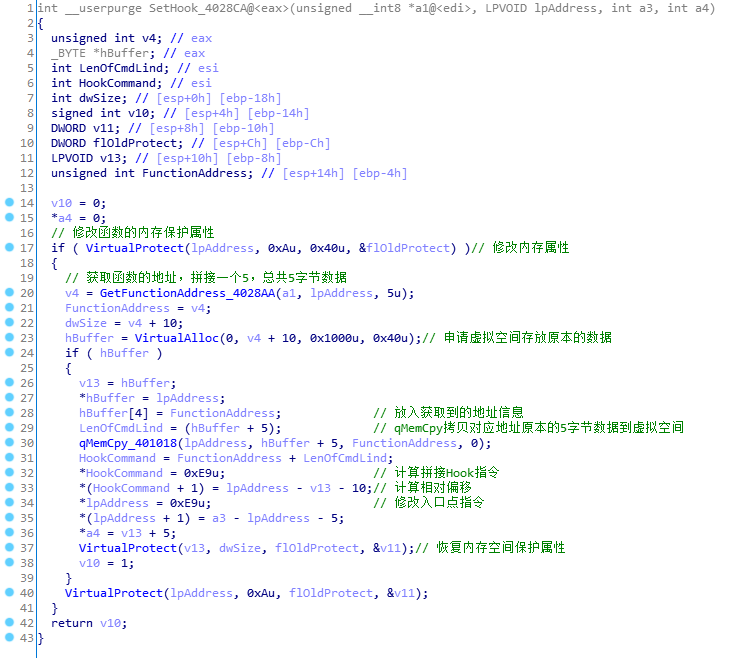 1 int __userpurge SetHook_4028CA@<eax>(unsigned __int8 *a1@<edi>, LPVOID lpAddress, int a3, int a4)
2 {
3 unsigned int v4; // eax
4 _BYTE *hBuffer; // eax
5 int LenOfCmdLind; // esi
6 int HookCommand; // esi
7 int dwSize; // [esp+0h] [ebp-18h]
8 signed int v10; // [esp+4h] [ebp-14h]
9 DWORD v11; // [esp+8h] [ebp-10h]
10 DWORD flOldProtect; // [esp+Ch] [ebp-Ch]
11 LPVOID v13; // [esp+10h] [ebp-8h]
12 unsigned int FunctionAddress; // [esp+14h] [ebp-4h]
13
14 v10 = 0;
15 *a4 = 0;
16 // 修改函数的内存保护属性
17 if ( VirtualProtect(lpAddress, 0xAu, 0x40u, &flOldProtect) )// 修改内存属性
18 {
19 // 获取函数的地址，拼接一个5，总共5字节数据
20 v4 = GetFunctionAddress_4028AA(a1, lpAddress, 5u);
21 FunctionAddress = v4;
22 dwSize = v4 + 10;
23 hBuffer = VirtualAlloc(0, v4 + 10, 0x1000u, 0x40u);// 申请虚拟空间存放原本的数据
24 if ( hBuffer )
25 {
26 v13 = hBuffer;
27 *hBuffer = lpAddress;
28 hBuffer[4] = FunctionAddress; // 放入获取到的地址信息
29 LenOfCmdLind = (hBuffer + 5); // qMemCpy拷贝对应地址原本的5字节数据到虚拟空间
30 qMemCpy_401018(lpAddress, hBuffer + 5, FunctionAddress, 0);
31 HookCommand = FunctionAddress + LenOfCmdLind;
32 *HookCommand = 0xE9u; // 计算拼接Hook指令
33 *(HookCommand + 1) = lpAddress - v13 - 10;// 计算相对偏移
34 *lpAddress = 0xE9u; // 修改入口点指令
35 *(lpAddress + 1) = a3 - lpAddress - 5;
36 *a4 = v13 + 5;
37 VirtualProtect(v13, dwSize, flOldProtect, &v11);// 恢复内存空间保护属性
38 v10 = 1;
39 }
40 VirtualProtect(lpAddress, 0xAu, flOldProtect, &v11);
41 }
42 return v10;
43 }